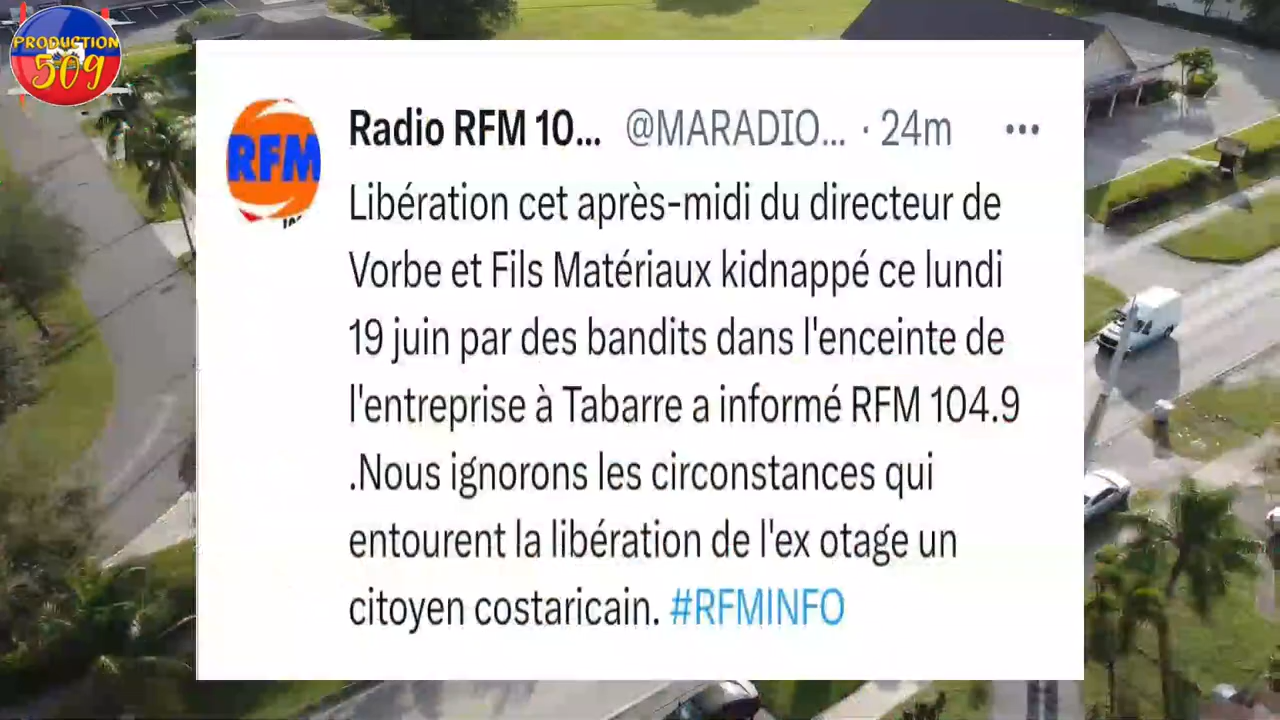 PRODUCTION
509
RFM
Radio RFM 10... @MARADIO... · 24m ...
Libération cet après-midi du directeur de
Vorbe et Fils Matériaux kidnappé ce lundi
19 juin par des bandits dans l'enceinte de
l'entreprise à Tabarre a informé RFM 104.9
.Nous ignorons les circonstances qui
entourent la libération de l'ex otage un
citoyen costaricain. #RFMINFO